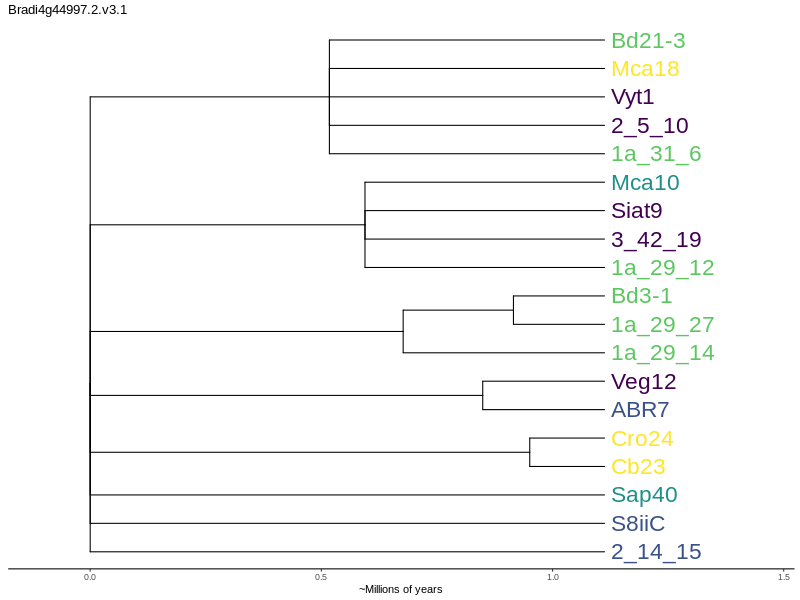 Bradi4g44997.2.v3.1
Bd21-3
Mca18
Vyt1
2_5_10
1a_31_6
Mca10
Siat9
3_42_19
1a_29_12
Bd3-1
1a_29_27
1a_29_14
Veg12
ABR7
Cro24
Cb23
Sap40
S8iiC
2_14_15
0.0 0.5 1.0 1.5
~Millions of years